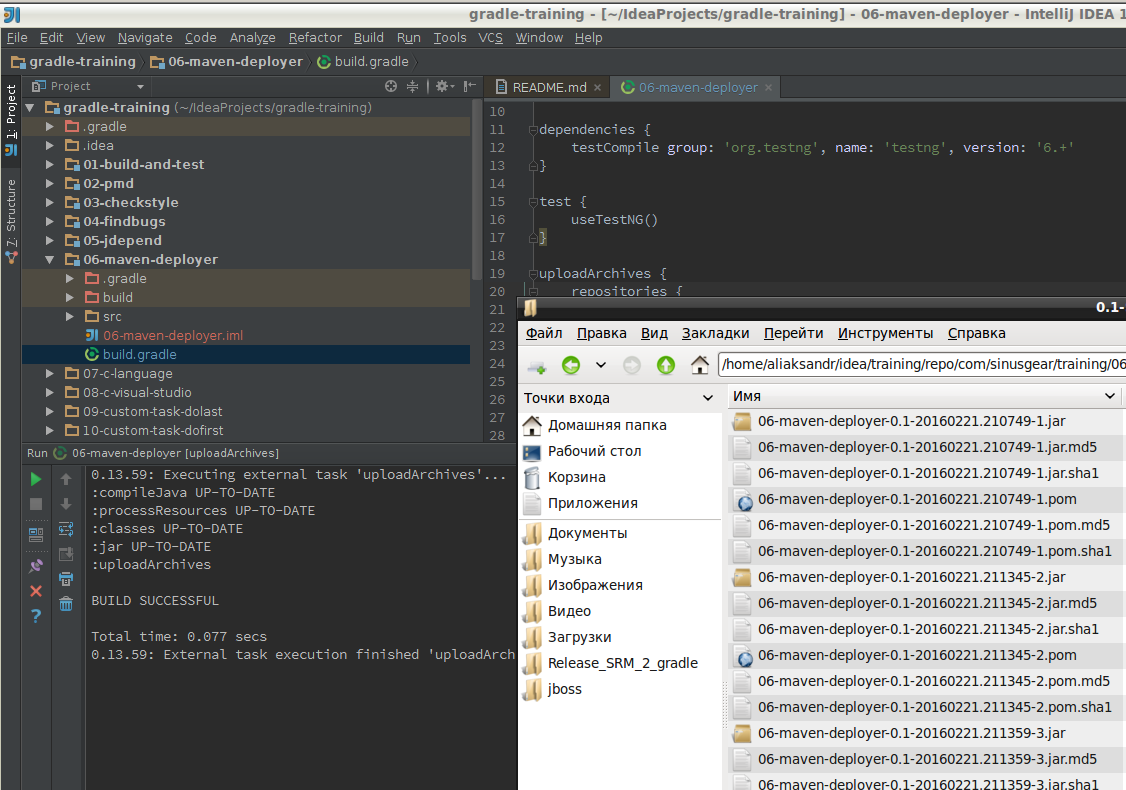 gradle-training - [~/IdeaProjects/gradle-training] - 06-maven-deployer - IntelliJ IDEA 1
File Edit View Navigate Code Analyze Refactor Build Run Tools VCS Window Help
gradle-training 06-maven-deployer build.gradle
1: Project
7: Structure
Project
gradle-training (~/IdeaProjects/gradle-training)
.gradle
.idea
01-build-and-test
02-pmd
03-checkstyle
04-findbugs
05-jdepend
06-maven-deployer
.gradle
build
src
06-maven-deployer.iml
build.gradle
07-c-language
08-c-visual-studio
09-custom-task-dolast
10-custom-task-dofirst
README.md 06-maven-deployer
10
11 dependencies {
12 testCompile group: 'org.testng', name: 'testng', version: '6.+'
13 }
14
15 test {
16 useTestNG()
17 }
18
19 uploadArchives {
20 repositories {
21
22
23
24
25
26
27
28
Run 06-maven-deployer [uploadArchives]
0.13.59: Executing external task 'uploadArchives'...
:compileJava UP-TO-DATE
:processResources UP-TO-DATE
:classes UP-TO-DATE
:jar UP-TO-DATE
:uploadArchives
BUILD SUCCESSFUL
Total time: 0.077 secs
0.13.59: External task execution finished 'uploadArch
0.1-
Файл Правка Вид Закладки Перейти Инструменты Справка
/home/aliaksandr/idea/training/repo/com/sinusgear/training/06
Точки входа
Домашняя папка
Рабочий стол
Корзина
Приложения
Документы
Музыка
Изображения
Видео
Загрузки
Release_SRM_2_gradle
jboss
Имя
06-maven-deployer-0.1-20160221.210749-1.jar
06-maven-deployer-0.1-20160221.210749-1.jar.md5
06-maven-deployer-0.1-20160221.210749-1.jar.sha1
06-maven-deployer-0.1-20160221.210749-1.pom
06-maven-deployer-0.1-20160221.210749-1.pom.md5
06-maven-deployer-0.1-20160221.210749-1.pom.sha1
06-maven-deployer-0.1-20160221.211345-2.jar
06-maven-deployer-0.1-20160221.211345-2.jar.md5
06-maven-deployer-0.1-20160221.211345-2.jar.sha1
06-maven-deployer-0.1-20160221.211345-2.pom
06-maven-deployer-0.1-20160221.211345-2.pom.md5
06-maven-deployer-0.1-20160221.211345-2.pom.sha1
06-maven-deployer-0.1-20160221.211359-3.jar
06-maven-deployer-0.1-20160221.211359-3.jar.md5
06-maven-deployer-0.1-20160221.211359-3.jar.sha1